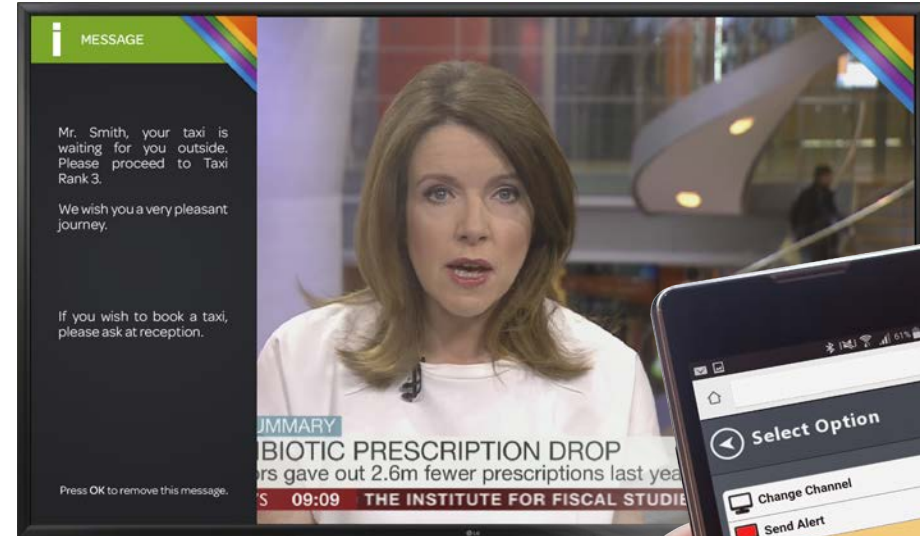 MESSAGE
Mr. Smith, your taxi is
waiting for you outside.
Please proceed to Taxi
Rank 3.
We wish you a very pleasant
journey.
If you wish to book a taxi,
please ask at reception.
Press OK to remove this message.
UMMARY
BIOTIC PRESCRIPTION DROP
ors gave out 2.6m fewer prescriptions last yea
S 09:09 THE INSTITUTE FOR FISCAL STUDIE
LG
61%
Select Option
Change Channel
Send Alert